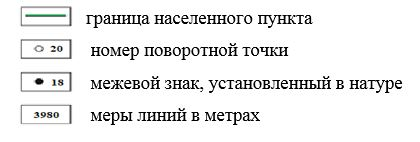 граница населенного пункта
20 номер поворотной точки
18 межевой знак, установленный в натуре
3980 меры линий в метрах